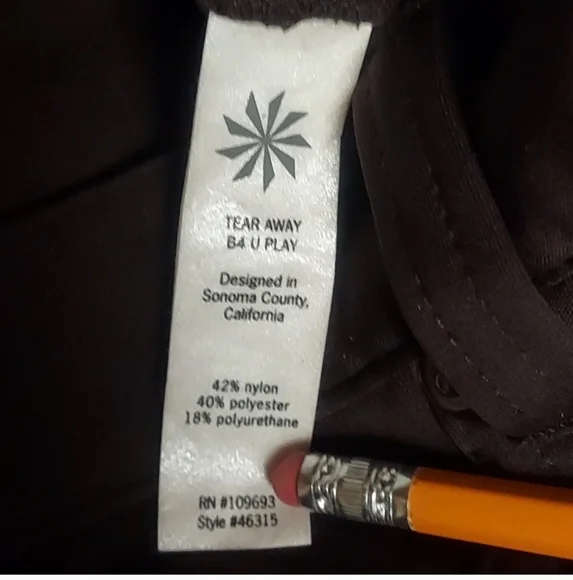 TEAR AWAY
B4 U PLAY
Designed in
Sonoma County,
California
42% nylon
40% polyester
18% polyurethane
RN #109693
Style #46315